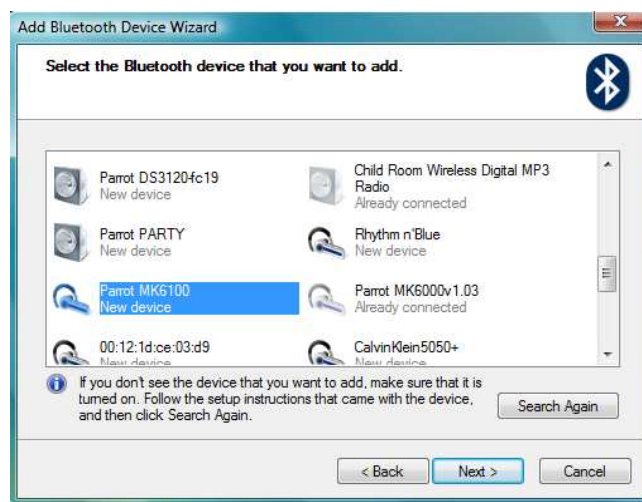 Add Bluetooth Device Wizard
Select the Bluetooth device that you want to add.
Parrot DS3120-fc19
New device
Child Room Wireless Digital MP3
Radio
Already connected
Parrot PARTY
New device
Rhythm n'Blue
New device
Parrot MK6100
New device
Parrot MK6000v1.03
Already connected
00:12:1d:ce:03:d9
New device
CalvinKlein5050+
New device
If you don't see the device that you want to add, make sure that it is
turned on. Follow the setup instructions that came with the device,
and then click Search Again.
Search Again
< Back
Next >
Cancel